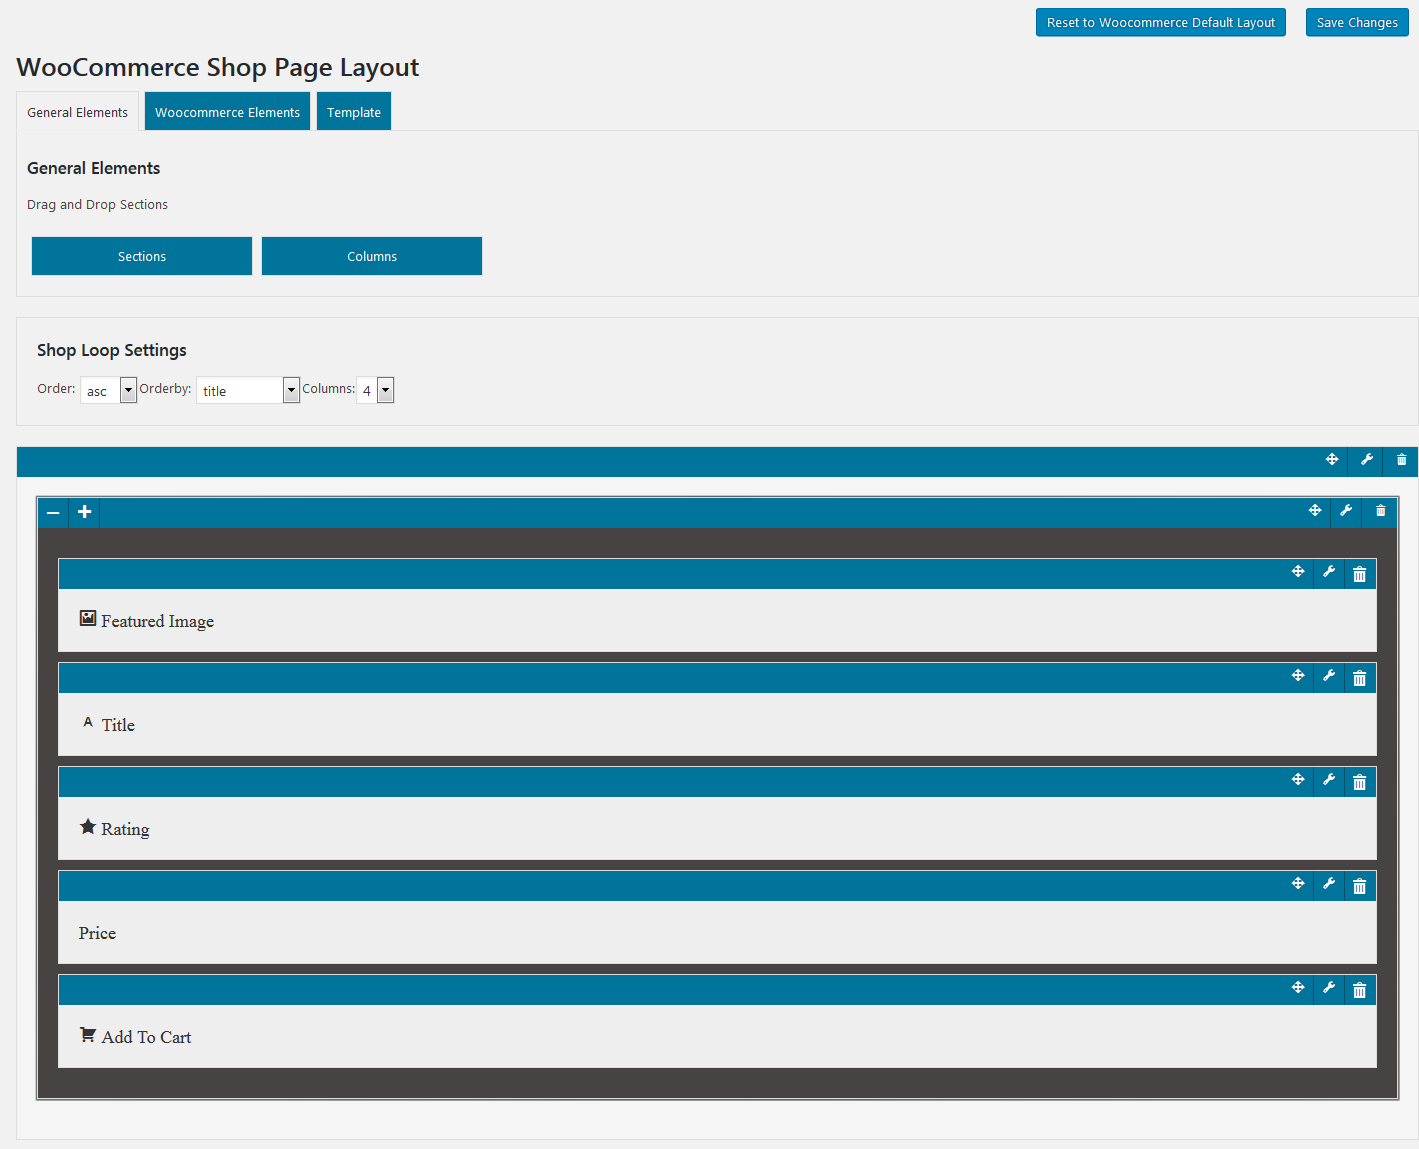 Reset to Woocommerce Default Layout Save Changes
WooCommerce Shop Page Layout
General Elements Woocommerce Elements Template
General Elements
Drag and Drop Sections
Sections Columns
Shop Loop Settings
Order: asc Orderby: title Columns: 4
Featured Image
Title
Rating
Price
Add To Cart